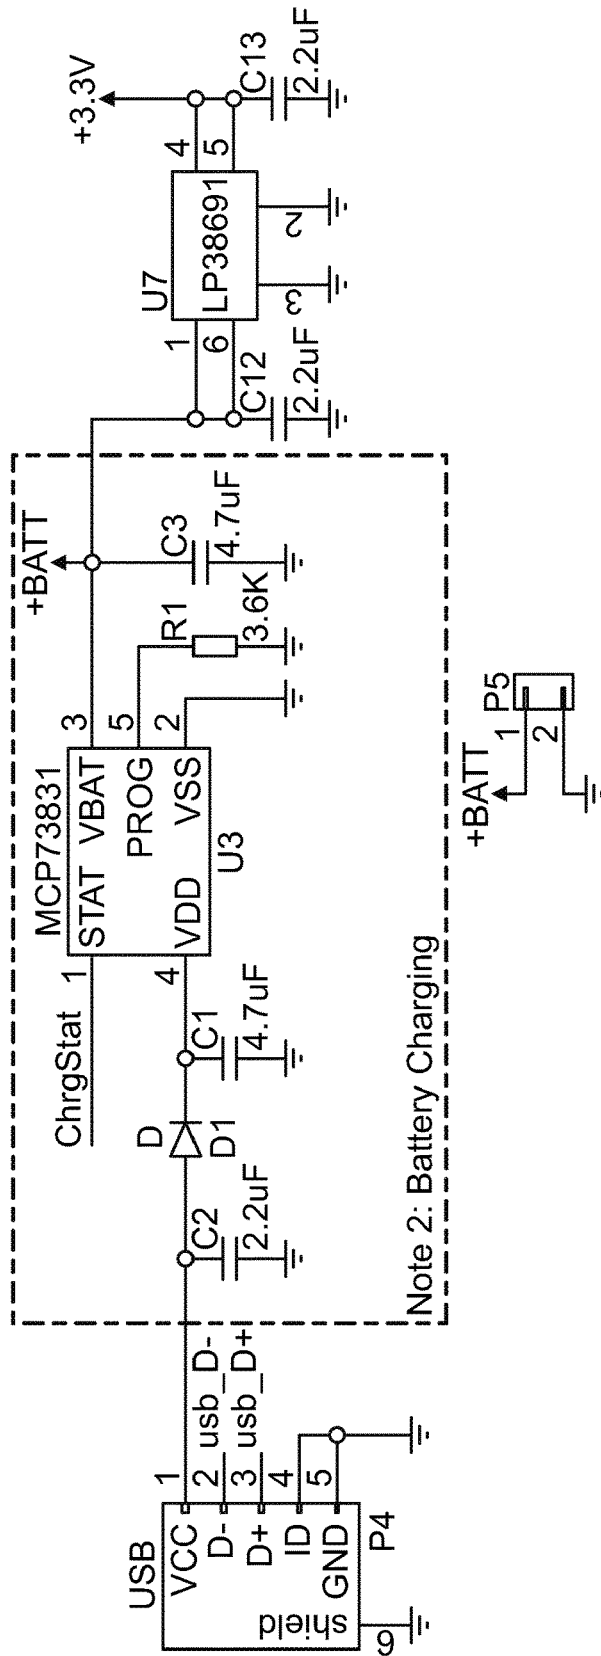 USB
VCC
D-
D+
ID
GND
shield
P4
1
2
3
4
5
6
usb_D-
usb_D+
C2
2.2uF
D
D1
C1
4.7uF
ChrgStat
1
4
MCP73831
STAT VBAT
PROG
VDD VSS
U3
3
5
2
R1
3.6K
+BATT
C3
4.7uF
Note 2: Battery Charging
C12
2.2uF
1
6
U7
LP38691
3
2
4
5
+3.3V
C13
2.2uF
+BATT
1
2
P5